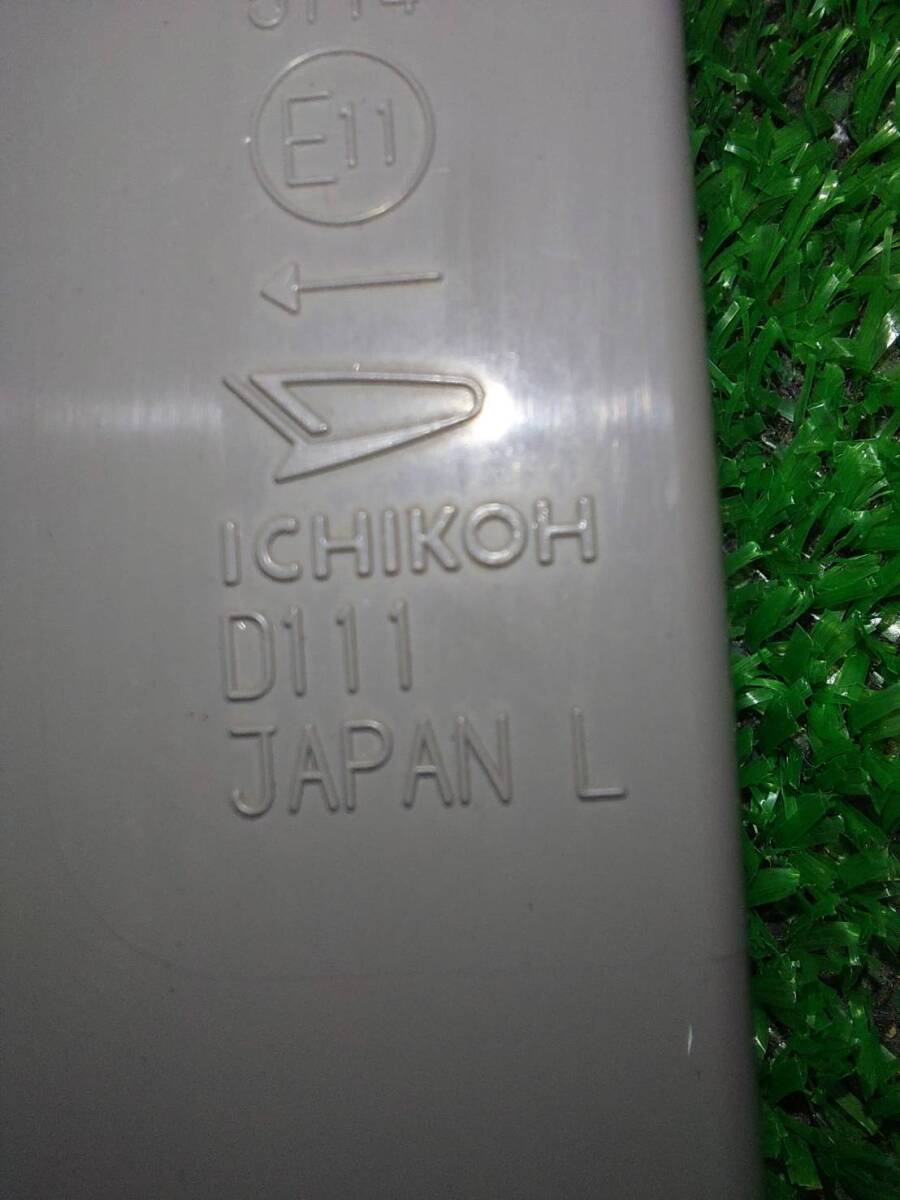 E11
ICHIKOH
D111
JAPAN L